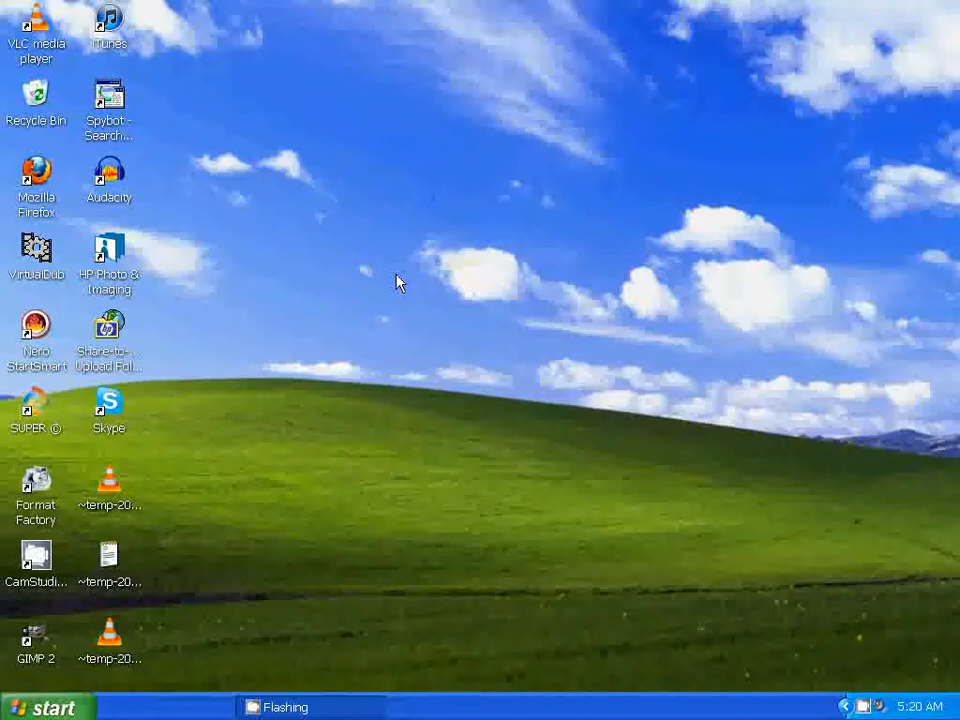 VLC media
player
iTunes
Recycle Bin
Spybot -
Search...
Mozilla
Firefox
Audacity
VirtualDub
HP Photo &
Imaging
Nero
StartSmart
Share-to-...
Upload Fol...
SUPER ©
Skype
Format
Factory
~temp-20...
CamStudi...
~temp-20...
GIMP 2
~temp-20...
start
Flashing
5:20 AM